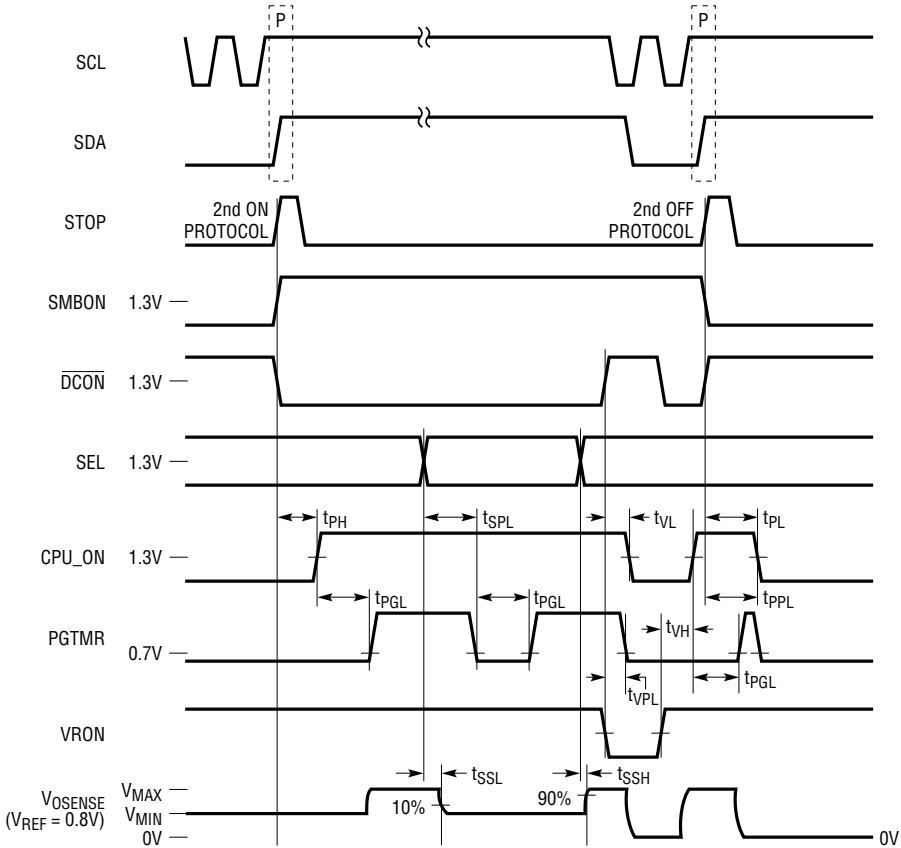 P
P
SCL
SDA
STOP
2nd ON
PROTOCOL
2nd OFF
PROTOCOL
SMBON 1.3V
DCON 1.3V
SEL 1.3V
tPH
tSPL
tVL
tPL
CPU_ON 1.3V
tPGL
tPGL
tPPL
PGTMR
tVH
0.7V
tPGL
tVPL
VRON
tSSL
tSSH
VOSENSE
(VREF = 0.8V)
VMAX
VMIN
0V
10%
90%
0V